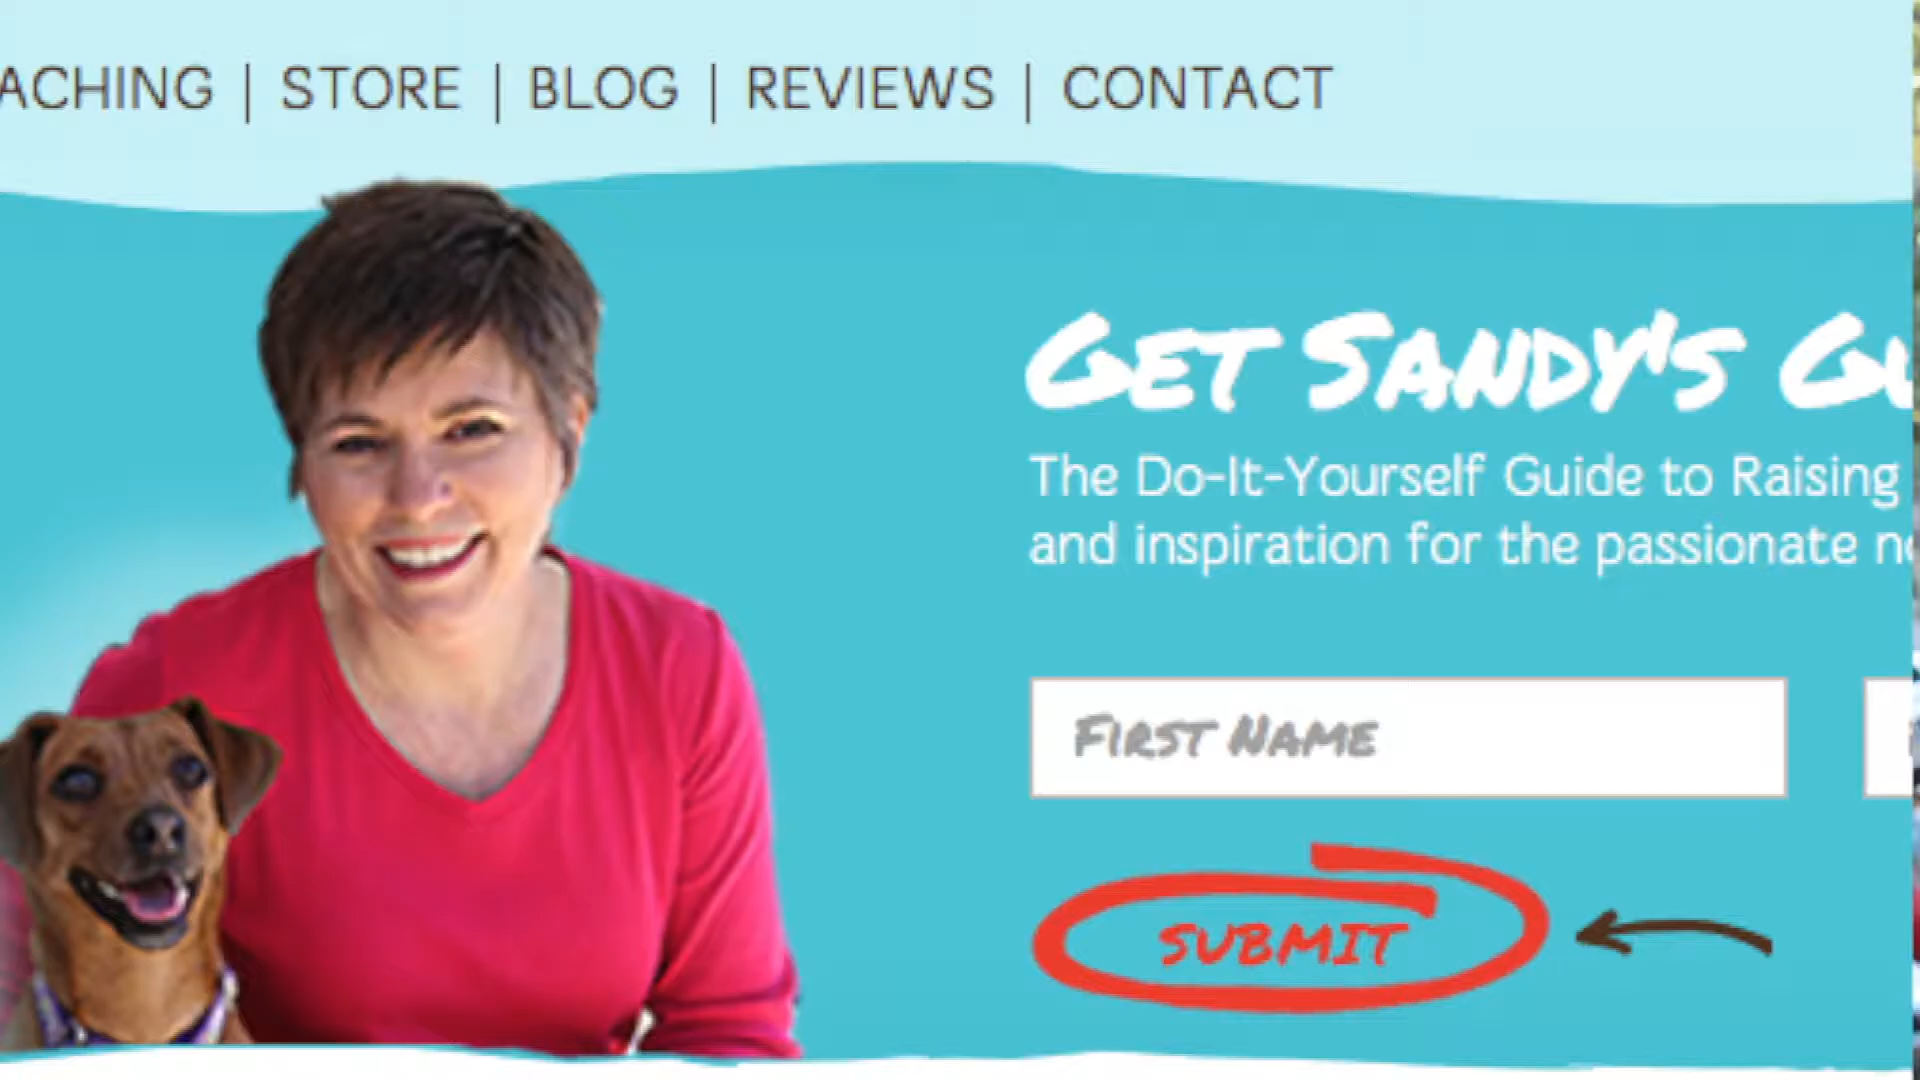 ACHING | STORE | BLOG | REVIEWS | CONTACT
GET SANDY'S
The Do-It-Yourself Guide to Raising
and inspiration for the passionate
FIRST NAME
SUBMIT